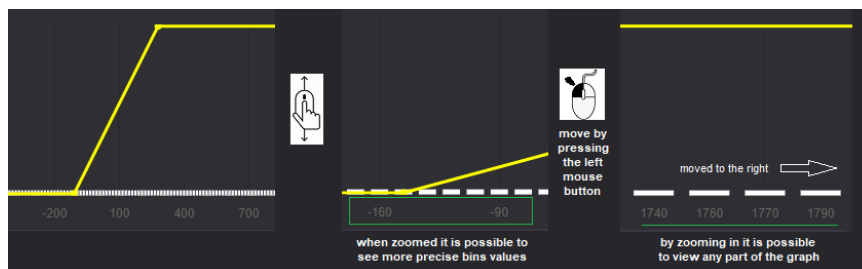 -200 100 400 700
-160 -90
when zoomed it is possible to
see more precise bins values
move by
pressing
the left
mouse
button
moved to the right
1740 1760 1770 1790
by zooming in it is possible
to view any part of the graph